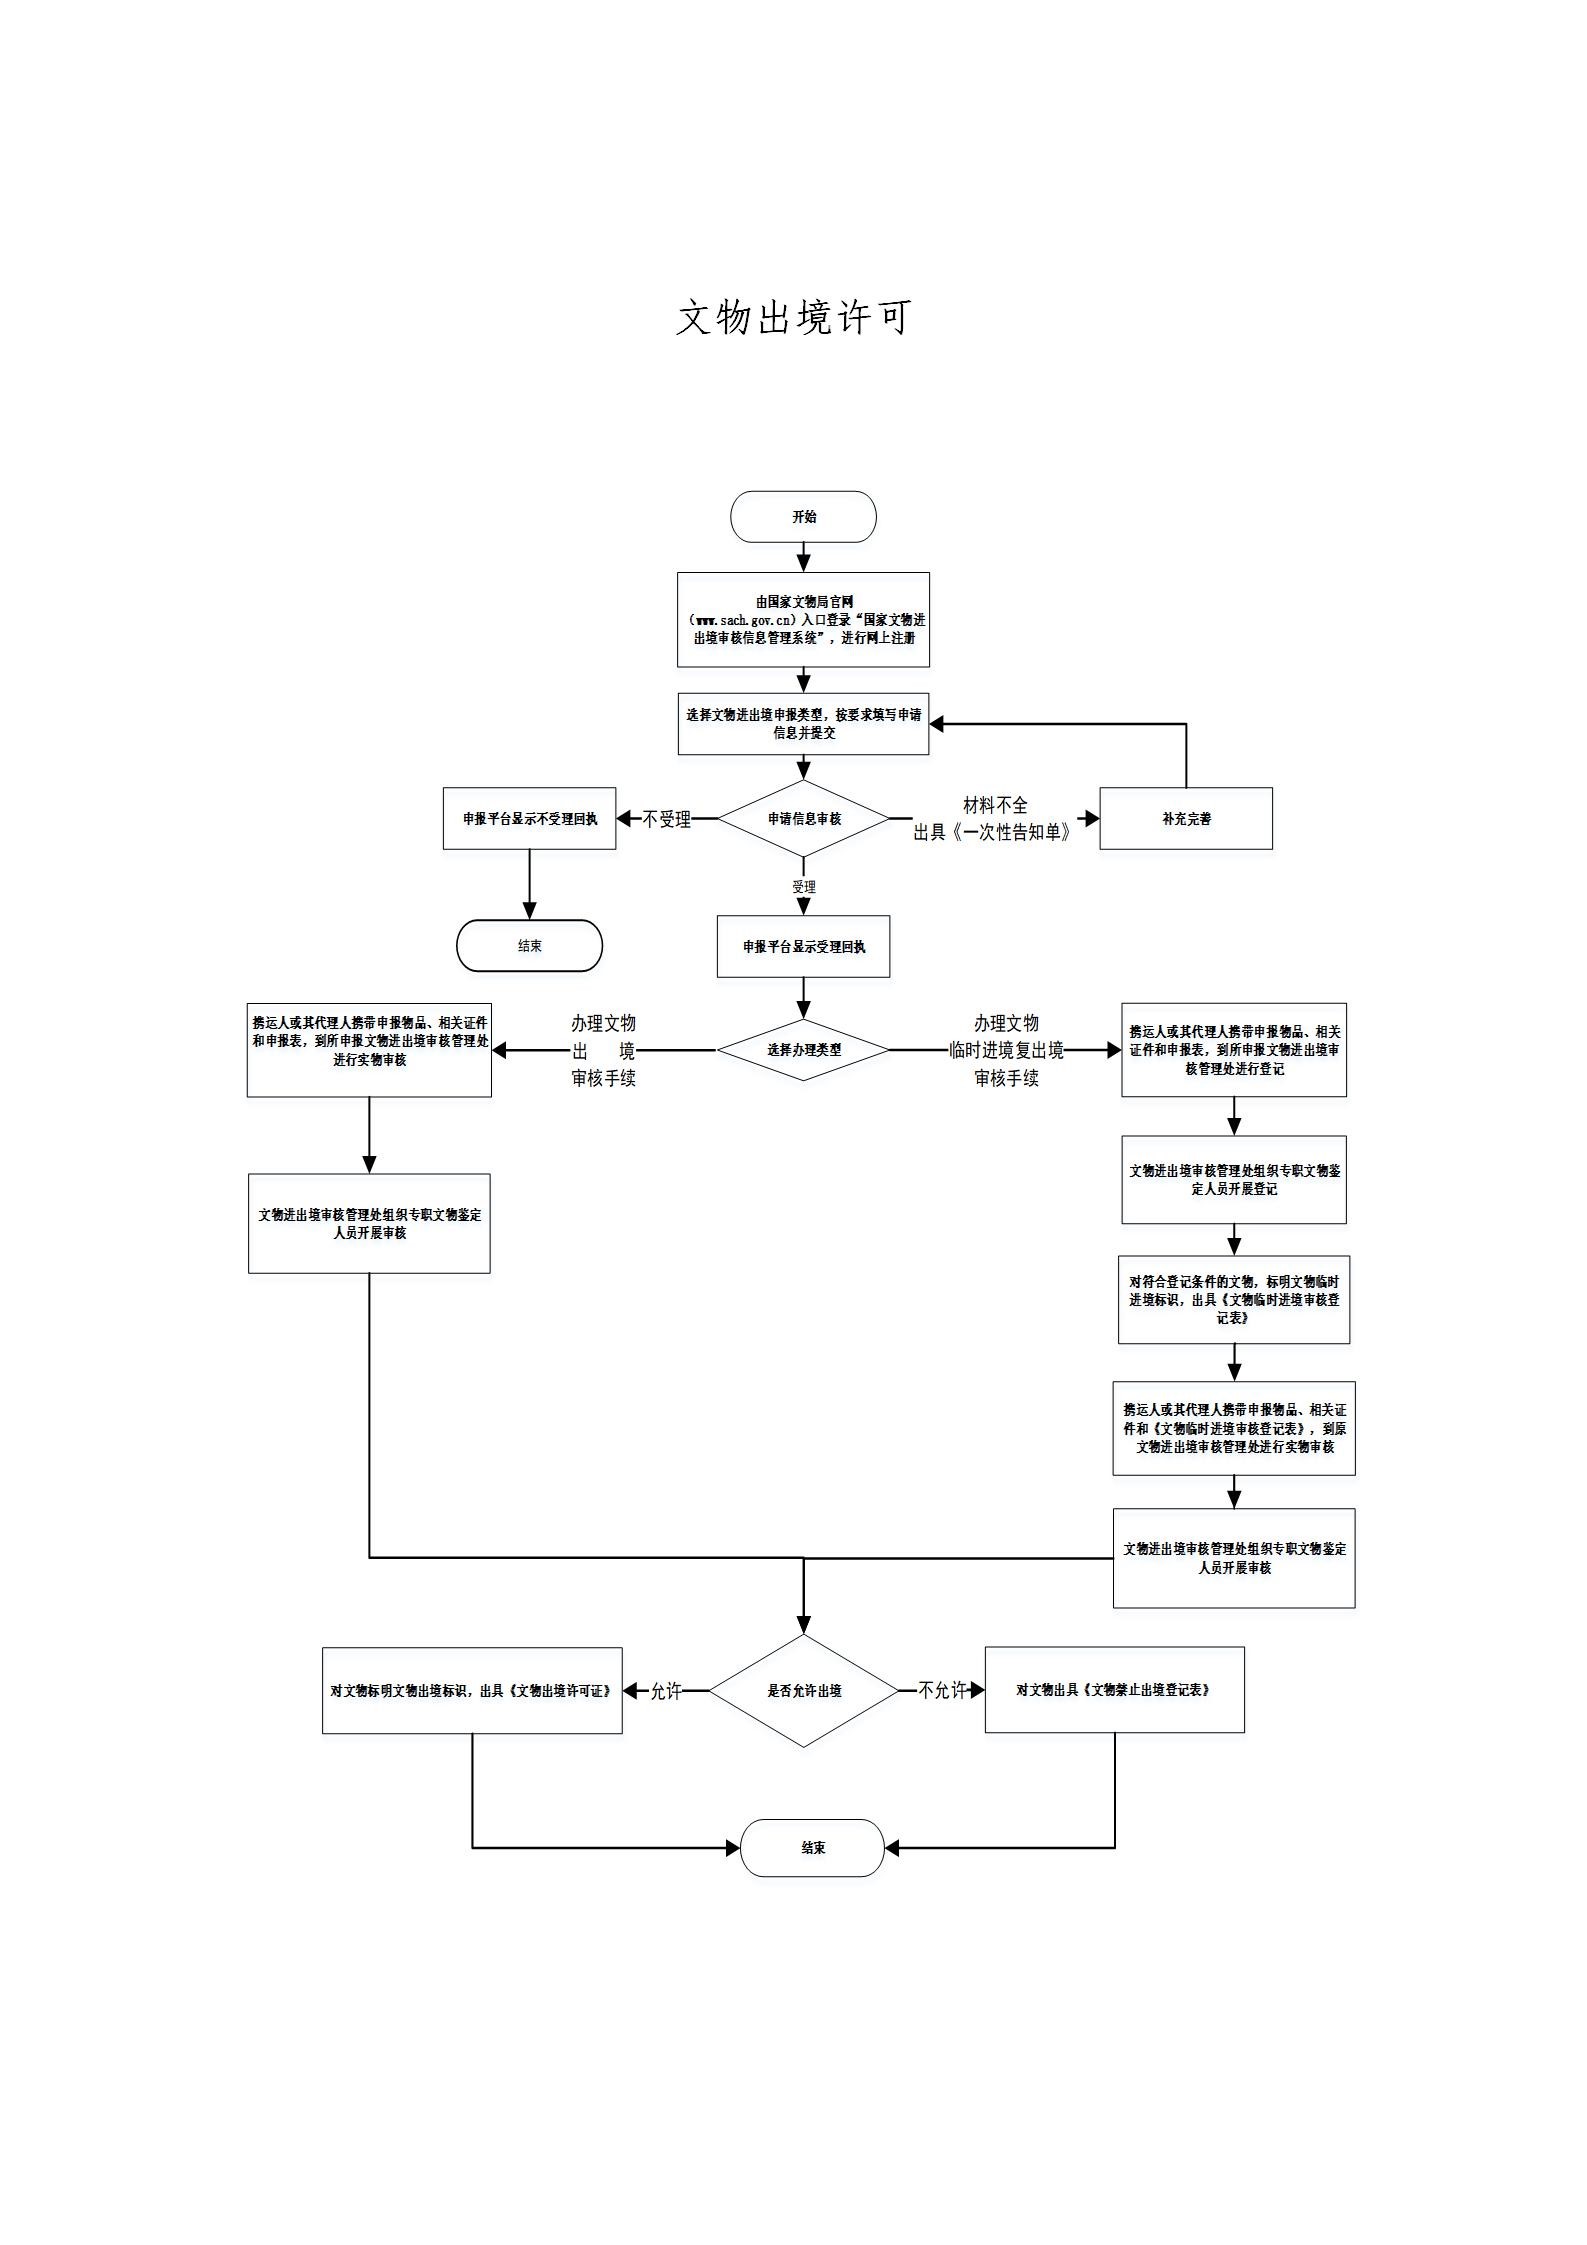 文物出境许可
开始
由国家文物局官网
（www.sach.gov.cn）入口登录“国家文物进
出境审核信息管理系统”，进行网上注册
选择文物进出境申报类型，按要求填写申请
信息并提交
申报平台显示不受理回执
不受理
申请信息审核
材料不全
出具《一次性告知单》
补充完善
受理
结束
申报平台显示受理回执
携运人或其代理人携带申报物品、相关证件
和申报表，到所申报文物进出境审核管理处
进行实物审核
办理文物
出 境
审核手续
选择办理类型
办理文物
临时进境复出境
审核手续
携运人或其代理人携带申报物品、相关
证件和申报表，到所申报文物进出境审
核管理处进行登记
文物进出境审核管理处组织专职文物鉴
定人员开展登记
文物进出境审核管理处组织专职文物鉴定
人员开展审核
对符合登记条件的文物，标明文物临时
进境标识，出具《文物临时进境审核登
记表》
携运人或其代理人携带申报物品、相关证
件和《文物临时进境审核登记表》，到原
文物进出境审核管理处进行实物审核
文物进出境审核管理处组织专职文物鉴定
人员开展审核
对文物标明文物出境标识，出具《文物出境许可证》
允许
是否允许出境
不允许
对文物出具《文物禁止出境登记表》
结束